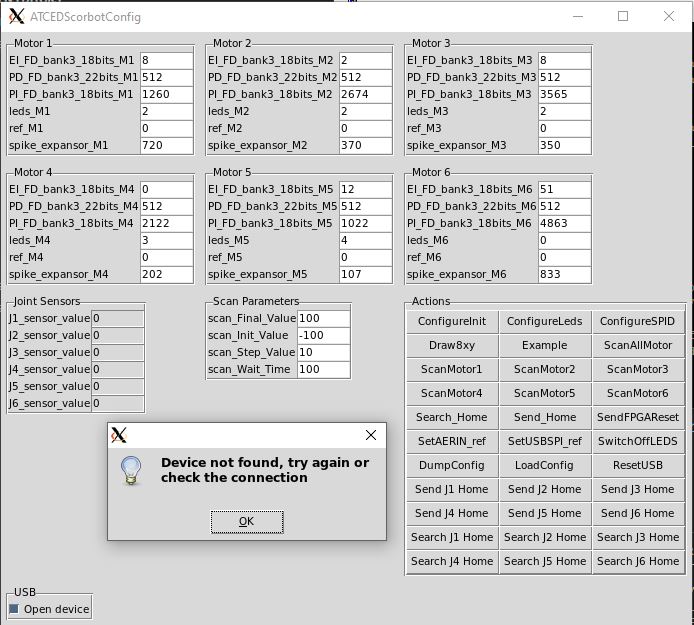 ATCEDScorbotConfig
Motor 1
EI_FD_bank3_18bits_M1 8
PD_FD_bank3_22bits_M1 512
PI_FD_bank3_18bits_M1 1260
leds_M1 2
ref_M1 0
spike_expansor_M1 720
Motor 2
EI_FD_bank3_18bits_M2 2
PD_FD_bank3_22bits_M2 512
PI_FD_bank3_18bits_M2 2674
leds_M2 2
ref_M2 0
spike_expansor_M2 370
Motor 3
EI_FD_bank3_18bits_M3 8
PD_FD_bank3_22bits_M3 512
PI_FD_bank3_18bits_M3 3565
leds_M3 2
ref_M3 0
spike_expansor_M3 350
Motor 4
EI_FD_bank3_18bits_M4 0
PD_FD_bank3_22bits_M4 512
PI_FD_bank3_18bits_M4 2122
leds_M4 3
ref_M4 0
spike_expansor_M4 202
Motor 5
EI_FD_bank3_18bits_M5 12
PD_FD_bank3_22bits_M5 512
PI_FD_bank3_18bits_M5 1022
leds_M5 4
ref_M5 0
spike_expansor_M5 107
Motor 6
EI_FD_bank3_18bits_M6 51
PD_FD_bank3_22bits_M6 512
PI_FD_bank3_18bits_M6 4863
leds_M6 0
ref_M6 0
spike_expansor_M6 833
Joint Sensors
J1_sensor_value 0
J2_sensor_value 0
J3_sensor_value 0
J4_sensor_value 0
J5_sensor_value 0
J6_sensor_value 0
Scan Parameters
scan_Final_Value 100
scan_Init_Value -100
scan_Step_Value 10
scan_Wait_Time 100
Actions
ConfigureInit ConfigureLeds ConfigureSPID
Draw8xy Example ScanAllMotor
ScanMotor1 ScanMotor2 ScanMotor3
ScanMotor4 ScanMotor5 ScanMotor6
Search_Home Send_Home SendFPGAReset
SetAERIN_ref SetUSBSPI_ref SwitchOffLEDS
DumpConfig LoadConfig ResetUSB
Send J1 Home Send J2 Home Send J3 Home
Send J4 Home Send J5 Home Send J6 Home
Search J1 Home Search J2 Home Search J3 Home
Search J4 Home Search J5 Home Search J6 Home
Device not found, try again or
check the connection
OK
USB
Open device